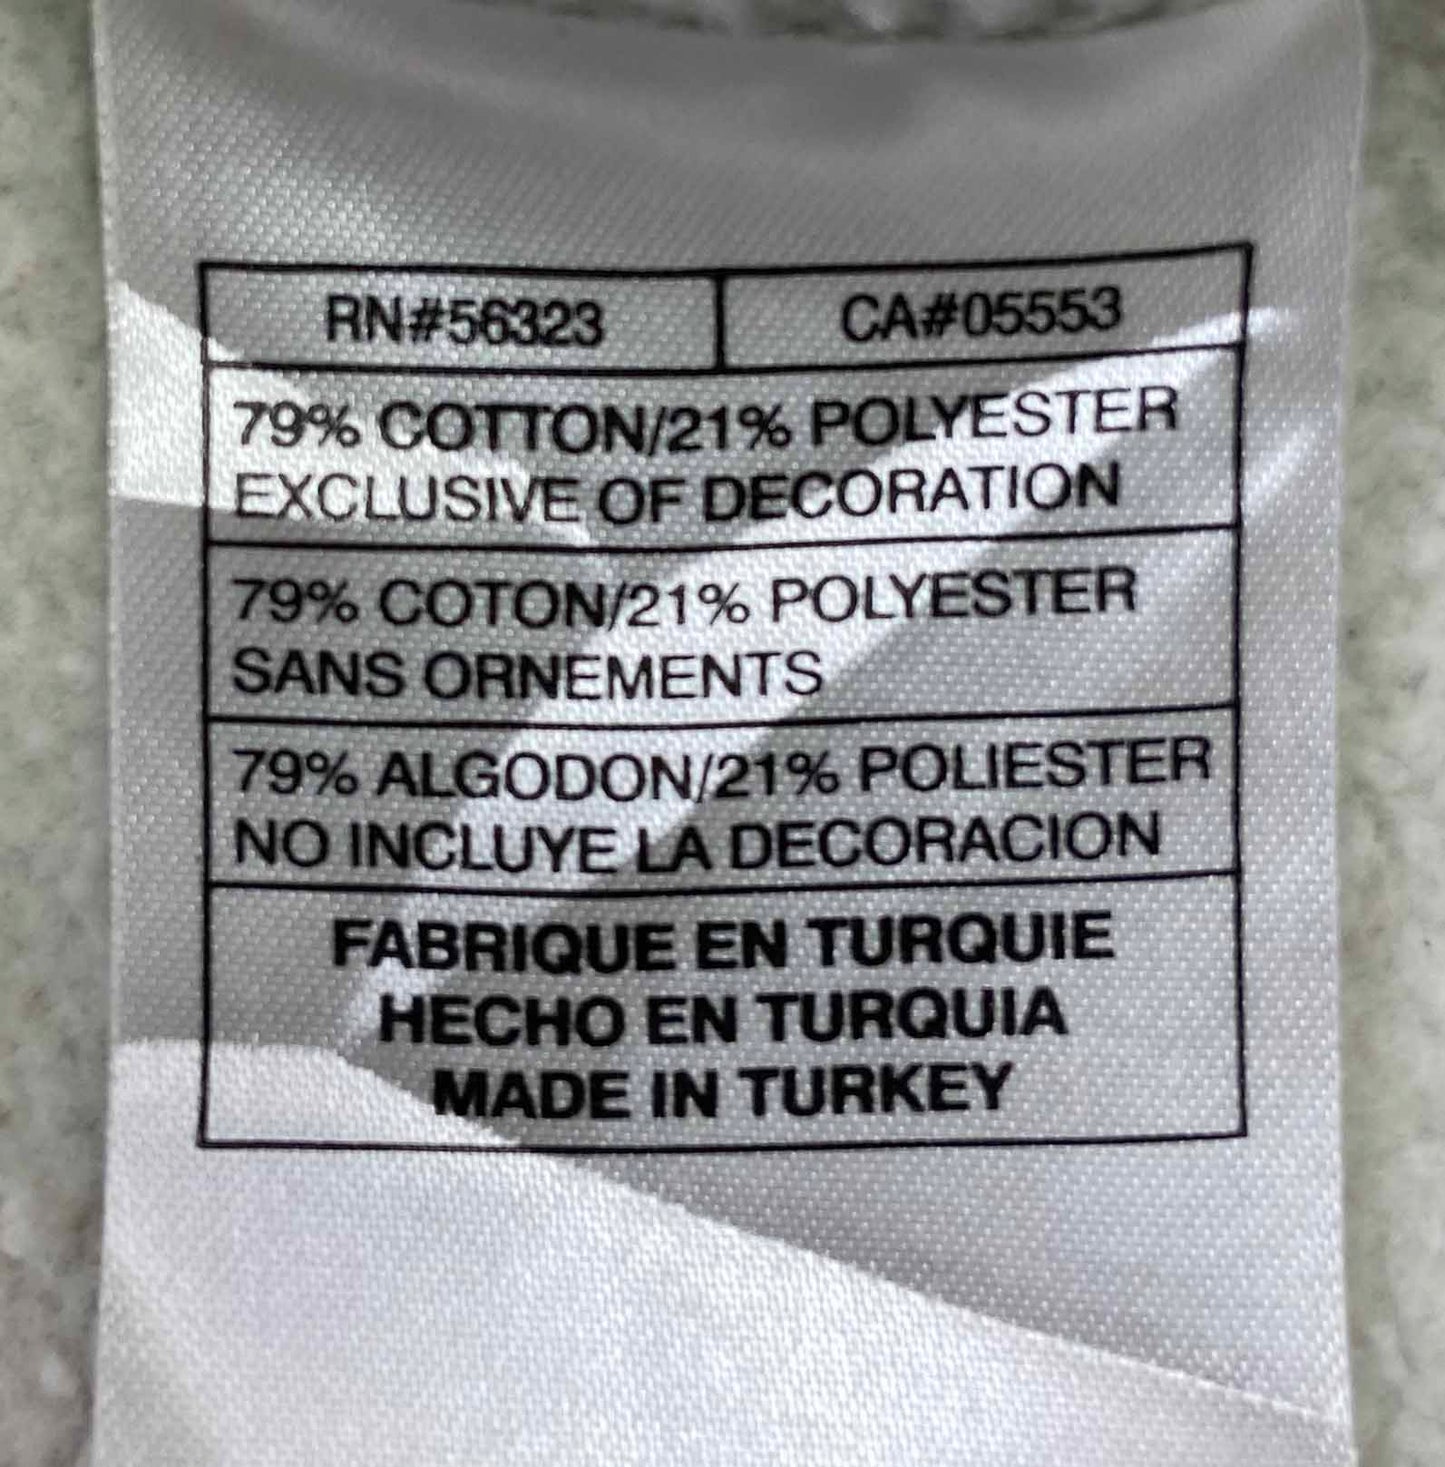 RN#56323 CA#05553
79% COTTON/21% POLYESTER
EXCLUSIVE OF DECORATION
79% COTON/21% POLYESTER
SANS ORNEMENTS
79% ALGODON/21% POLIESTER
NO INCLUYE LA DECORACION
FABRIQUE EN TURQUIE
HECHO EN TURQUIA
MADE IN TURKEY